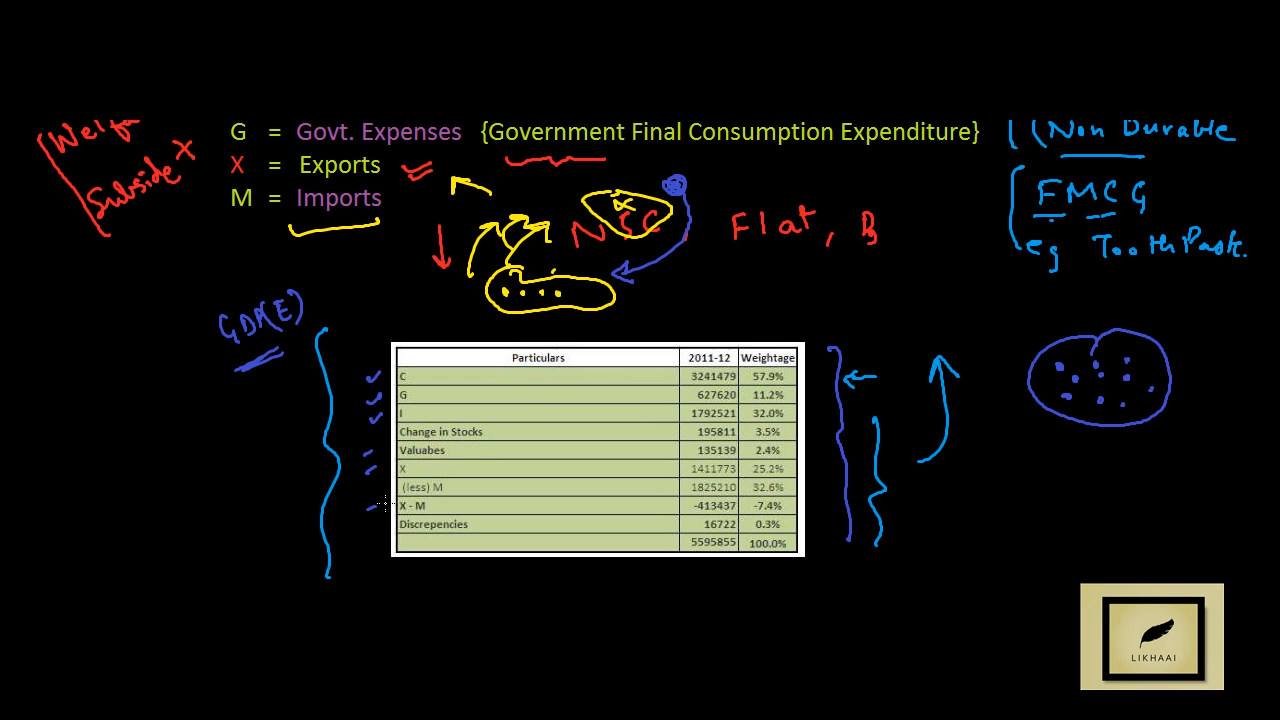 G = Govt. Expenses {Government Final Consumption Expenditure}
X = Exports
M = Imports
Subside X
Non Durable
FMCG
eg ToothPast.
NSC, Flat, B
GDP(E)
Particulars 2011-12 Weightage
C 3241479 57.9%
G 627620 11.2%
I 1792521 32.0%
Change in Stocks 195811 3.5%
Valuabes 135139 2.4%
X 1411773 25.2%
(less) M 1825210 32.6%
X - M -413437 -7.4%
Discrepencies 16722 0.3%
5595855 100.0%
LIKHAAI